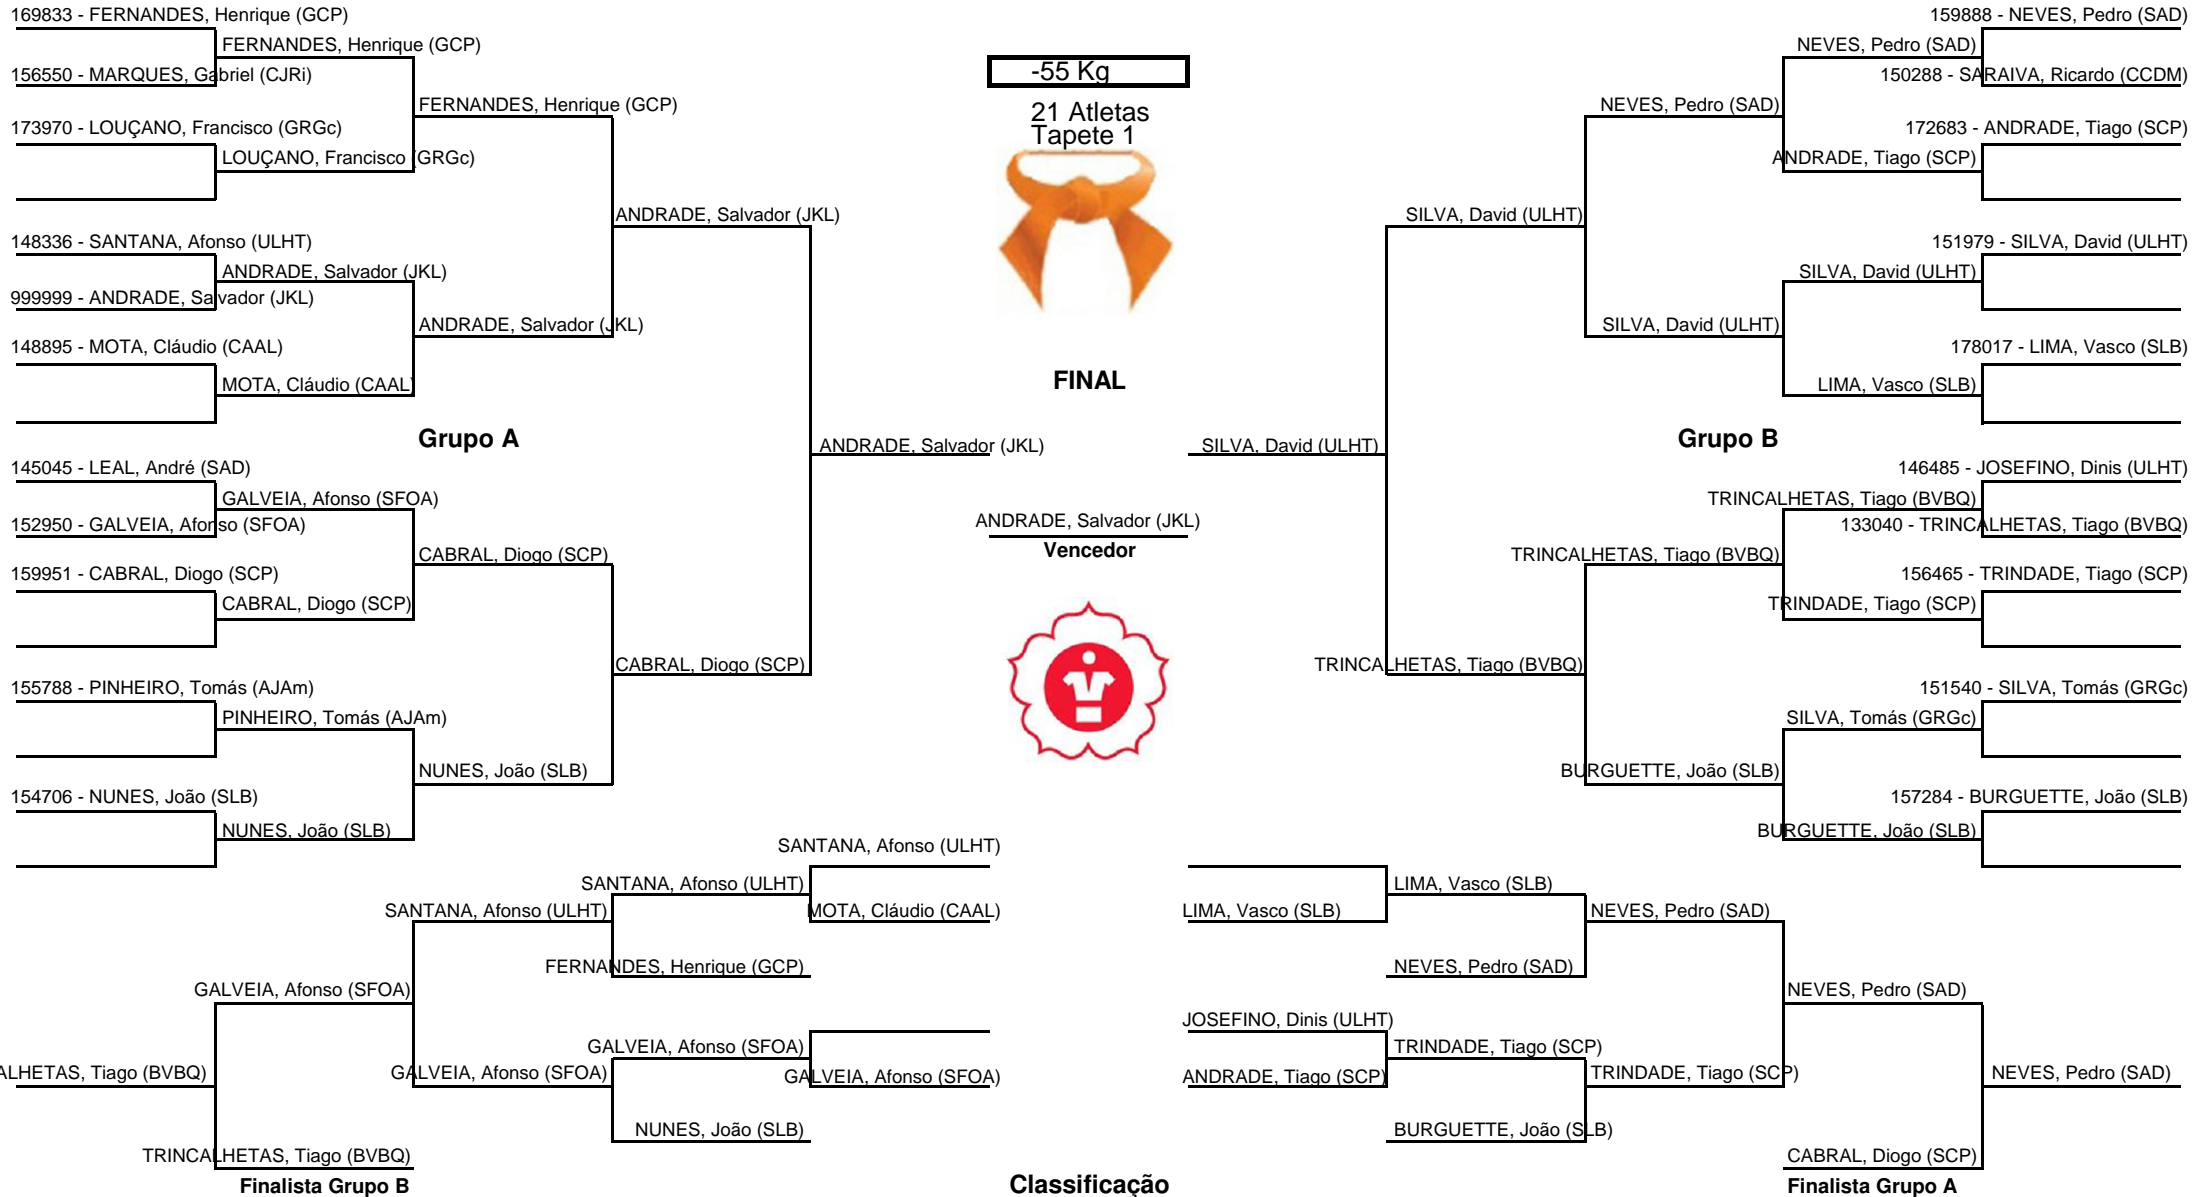 169833 - FERNANDES, Henrique (GCP)
FERNANDES, Henrique (GCP)
156550 - MARQUES, Gabriel (CJRi)
FERNANDES, Henrique (GCP)
173970 - LOUÇANO, Francisco (GRGc)
LOUÇANO, Francisco (GRGc)
ANDRADE, Salvador (JKL)
148336 - SANTANA, Afonso (ULHT)
ANDRADE, Salvador (JKL)
999999 - ANDRADE, Salvador (JKL)
ANDRADE, Salvador (JKL)
148895 - MOTA, Cláudio (CAAL)
MOTA, Cláudio (CAAL)
Grupo A
ANDRADE, Salvador (JKL)
145045 - LEAL, André (SAD)
GALVEIA, Afonso (SFOA)
152950 - GALVEIA, Afonso (SFOA)
CABRAL, Diogo (SCP)
159951 - CABRAL, Diogo (SCP)
CABRAL, Diogo (SCP)
CABRAL, Diogo (SCP)
155788 - PINHEIRO, Tomás (AJAm)
PINHEIRO, Tomás (AJAm)
NUNES, João (SLB)
154706 - NUNES, João (SLB)
NUNES, João (SLB)
-55 Kg
21 Atletas
Tapete 1
FINAL
ANDRADE, Salvador (JKL)
Vencedor
159888 - NEVES, Pedro (SAD)
NEVES, Pedro (SAD)
150288 - SARAIVA, Ricardo (CCDM)
NEVES, Pedro (SAD)
172683 - ANDRADE, Tiago (SCP)
ANDRADE, Tiago (SCP)
SILVA, David (ULHT)
151979 - SILVA, David (ULHT)
SILVA, David (ULHT)
SILVA, David (ULHT)
178017 - LIMA, Vasco (SLB)
LIMA, Vasco (SLB)
Grupo B
SILVA, David (ULHT)
146485 - JOSEFINO, Dinis (ULHT)
TRINCALHETAS, Tiago (BVBQ)
133040 - TRINCALHETAS, Tiago (BVBQ)
TRINCALHETAS, Tiago (BVBQ)
156465 - TRINDADE, Tiago (SCP)
TRINDADE, Tiago (SCP)
TRINCALHETAS, Tiago (BVBQ)
151540 - SILVA, Tomás (GRGc)
SILVA, Tomás (GRGc)
BURGUETTE, João (SLB)
157284 - BURGUETTE, João (SLB)
BURGUETTE, João (SLB)
SANTANA, Afonso (ULHT)
SANTANA, Afonso (ULHT)
SANTANA, Afonso (ULHT)
MOTA, Cláudio (CAAL)
FERNANDES, Henrique (GCP)
GALVEIA, Afonso (SFOA)
GALVEIA, Afonso (SFOA)
ALHETAS, Tiago (BVBQ)
GALVEIA, Afonso (SFOA)
GALVEIA, Afonso (SFOA)
NUNES, João (SLB)
TRINCALHETAS, Tiago (BVBQ)
Finalista Grupo B
LIMA, Vasco (SLB)
LIMA, Vasco (SLB)
NEVES, Pedro (SAD)
NEVES, Pedro (SAD)
NEVES, Pedro (SAD)
JOSEFINO, Dinis (ULHT)
TRINDADE, Tiago (SCP)
ANDRADE, Tiago (SCP)
TRINDADE, Tiago (SCP)
NEVES, Pedro (SAD)
BURGUETTE, João (SLB)
CABRAL, Diogo (SCP)
Classificação
Finalista Grupo A